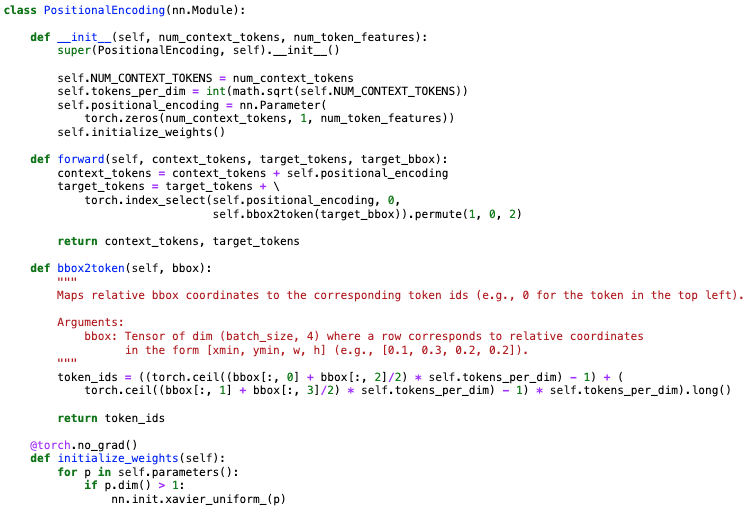 class PositionalEncoding(nn.Module):

    def __init__(self, num_context_tokens, num_token_features):
        super(PositionalEncoding, self).__init__()

        self.NUM_CONTEXT_TOKENS = num_context_tokens
        self.tokens_per_dim = int(math.sqrt(self.NUM_CONTEXT_TOKENS))
        self.positional_encoding = nn.Parameter(
            torch.zeros(num_context_tokens, 1, num_token_features))
        self.initialize_weights()

    def forward(self, context_tokens, target_tokens, target_bbox):
        context_tokens = context_tokens + self.positional_encoding
        target_tokens = target_tokens + \
            torch.index_select(self.positional_encoding, 0,
                               self.bbox2token(target_bbox)).permute(1, 0, 2)

        return context_tokens, target_tokens

    def bbox2token(self, bbox):
        """
        Maps relative bbox coordinates to the corresponding token ids (e.g., 0 for the token in the top left).

        Arguments:
            bbox: Tensor of dim (batch_size, 4) where a row corresponds to relative coordinates
                  in the form [xmin, ymin, w, h] (e.g., [0.1, 0.3, 0.2, 0.2]).
        """
        token_ids = ((torch.ceil((bbox[:, 0] + bbox[:, 2]/2) * self.tokens_per_dim) - 1) + (
            torch.ceil((bbox[:, 1] + bbox[:, 3]/2) * self.tokens_per_dim) - 1) * self.tokens_per_dim).long()

        return token_ids

    @torch.no_grad()
    def initialize_weights(self):
        for p in self.parameters():
            if p.dim() > 1:
                nn.init.xavier_uniform_(p)